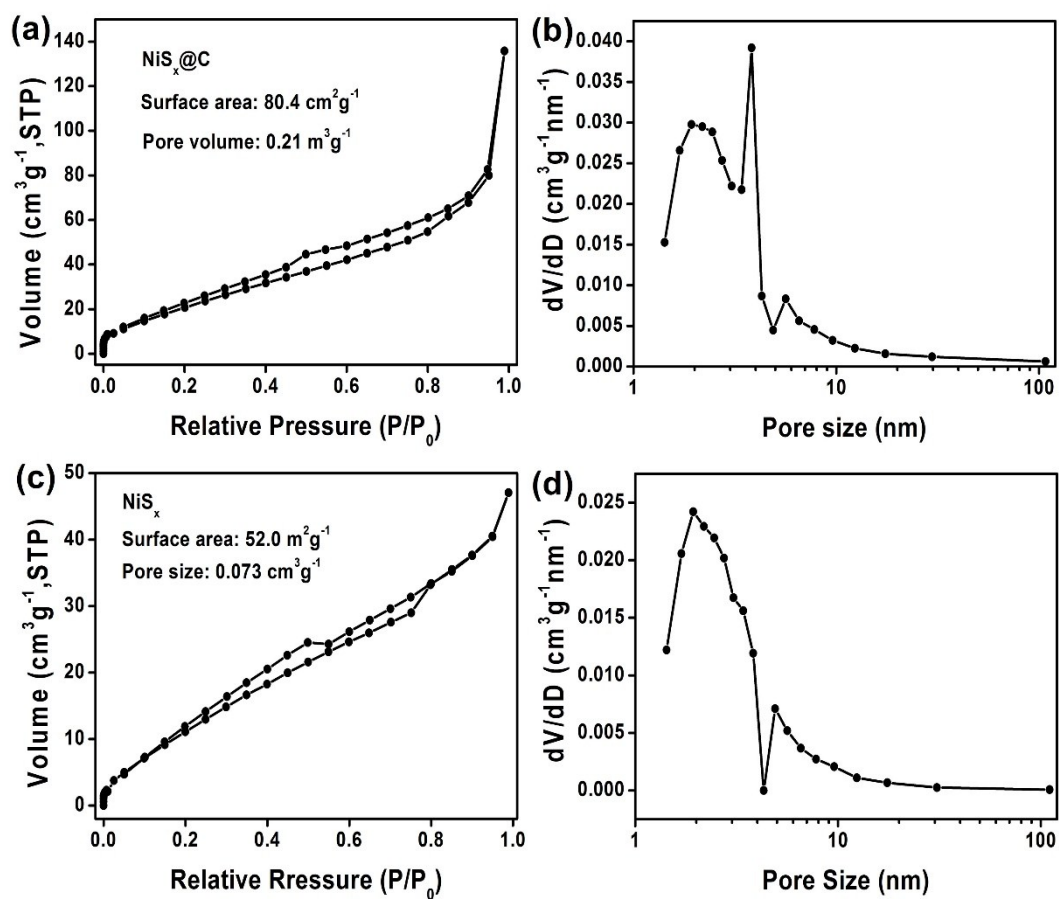 (a)
NiSₓ@C
Surface area: 80.4 cm²g⁻¹
Pore volume: 0.21 m³g⁻¹
Volume (cm³g⁻¹,STP)
140
120
100
80
60
40
20
0
0.0 0.2 0.4 0.6 0.8 1.0
Relative Pressure (P/P₀)
(b)
dV/dD (cm³g⁻¹nm⁻¹)
0.040
0.035
0.030
0.025
0.020
0.015
0.010
0.005
0.000
1 10 100
Pore size (nm)
(c)
NiSₓ
Surface area: 52.0 m²g⁻¹
Pore size: 0.073 cm³g⁻¹
Volume (cm³g⁻¹,STP)
50
40
30
20
10
0
0.0 0.2 0.4 0.6 0.8 1.0
Relative Rressure (P/P₀)
(d)
dV/dD (cm³g⁻¹nm⁻¹)
0.025
0.020
0.015
0.010
0.005
0.000
1 10 100
Pore Size (nm)